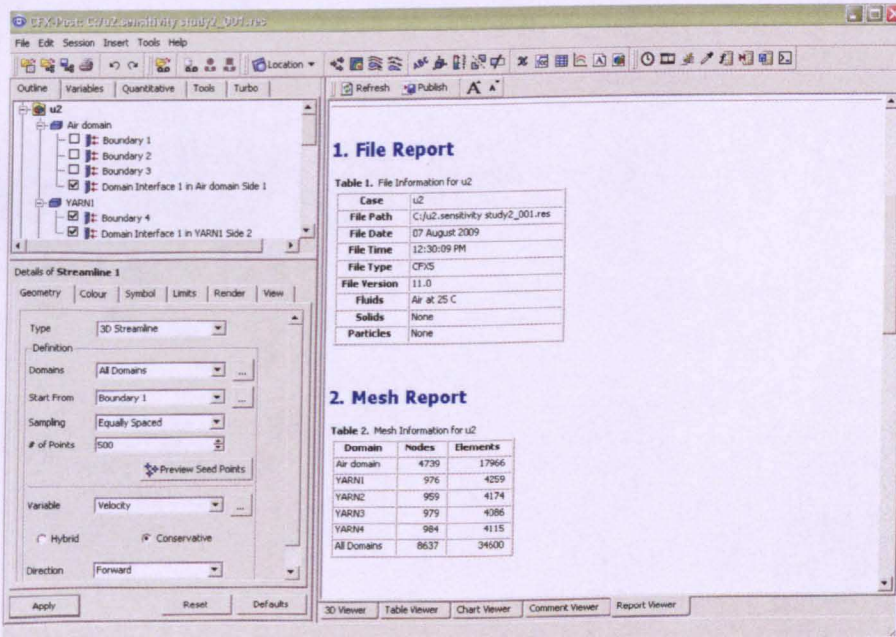 CFX-Post: C:/u2.sensitivity study2_001.res
File Edit Session Insert Tools Help
Location
Outline Variables Quantitative Tools Turbo
Refresh Publish A A
u2
Air domain
Boundary 1
Boundary 2
Boundary 3
Domain Interface 1 in Air domain Side 1
YARN1
Boundary 4
Domain Interface 1 in YARN1 Side 2
Details of Streamline 1
Geometry Colour Symbol Limits Render View
Type 3D Streamline
Definition
Domains All Domains ...
Start From Boundary 1 ...
Sampling Equally Spaced
# of Points 500
Preview Seed Points
Variable Velocity ...
Hybrid Conservative
Direction Forward
Apply Reset Defaults
1. File Report
Table 1. File Information for u2
Case u2
File Path C:/u2.sensitivity study2_001.res
File Date 07 August 2009
File Time 12:30:09 PM
File Type CFX5
File Version 11.0
Fluids Air at 25 C
Solids None
Particles None
2. Mesh Report
Table 2. Mesh Information for u2
Domain Nodes Elements
Air domain 4739 17966
YARN1 976 4259
YARN2 959 4174
YARN3 979 4086
YARN4 984 4115
All Domains 8637 34600
3D Viewer Table Viewer Chart Viewer Comment Viewer Report Viewer